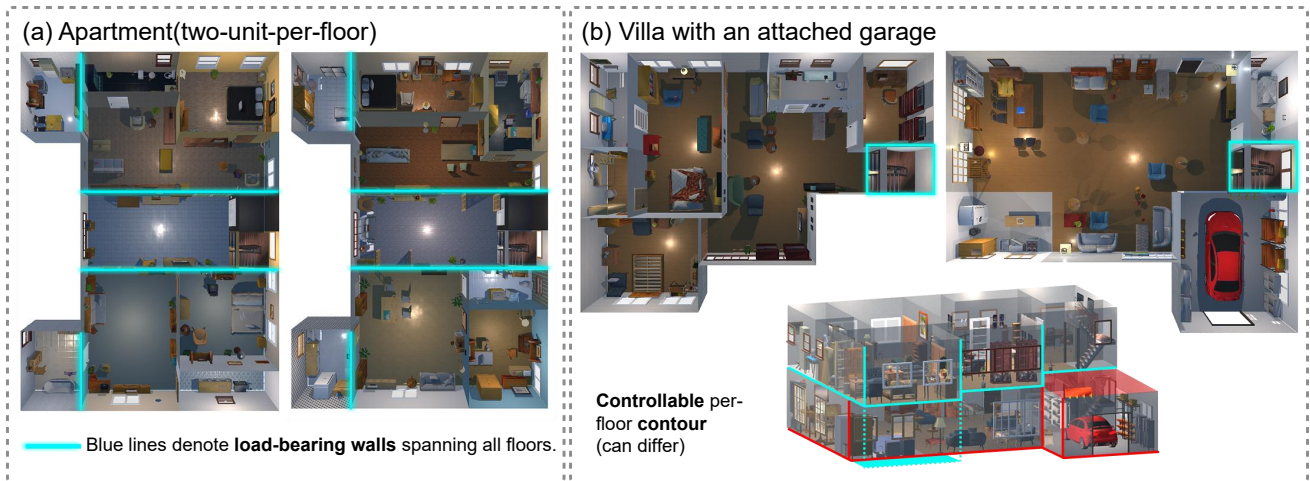 (a) Apartment(two-unit-per-floor)
Blue lines denote load-bearing walls spanning all floors.
(b) Villa with an attached garage
Controllable per-
floor contour
(can differ)